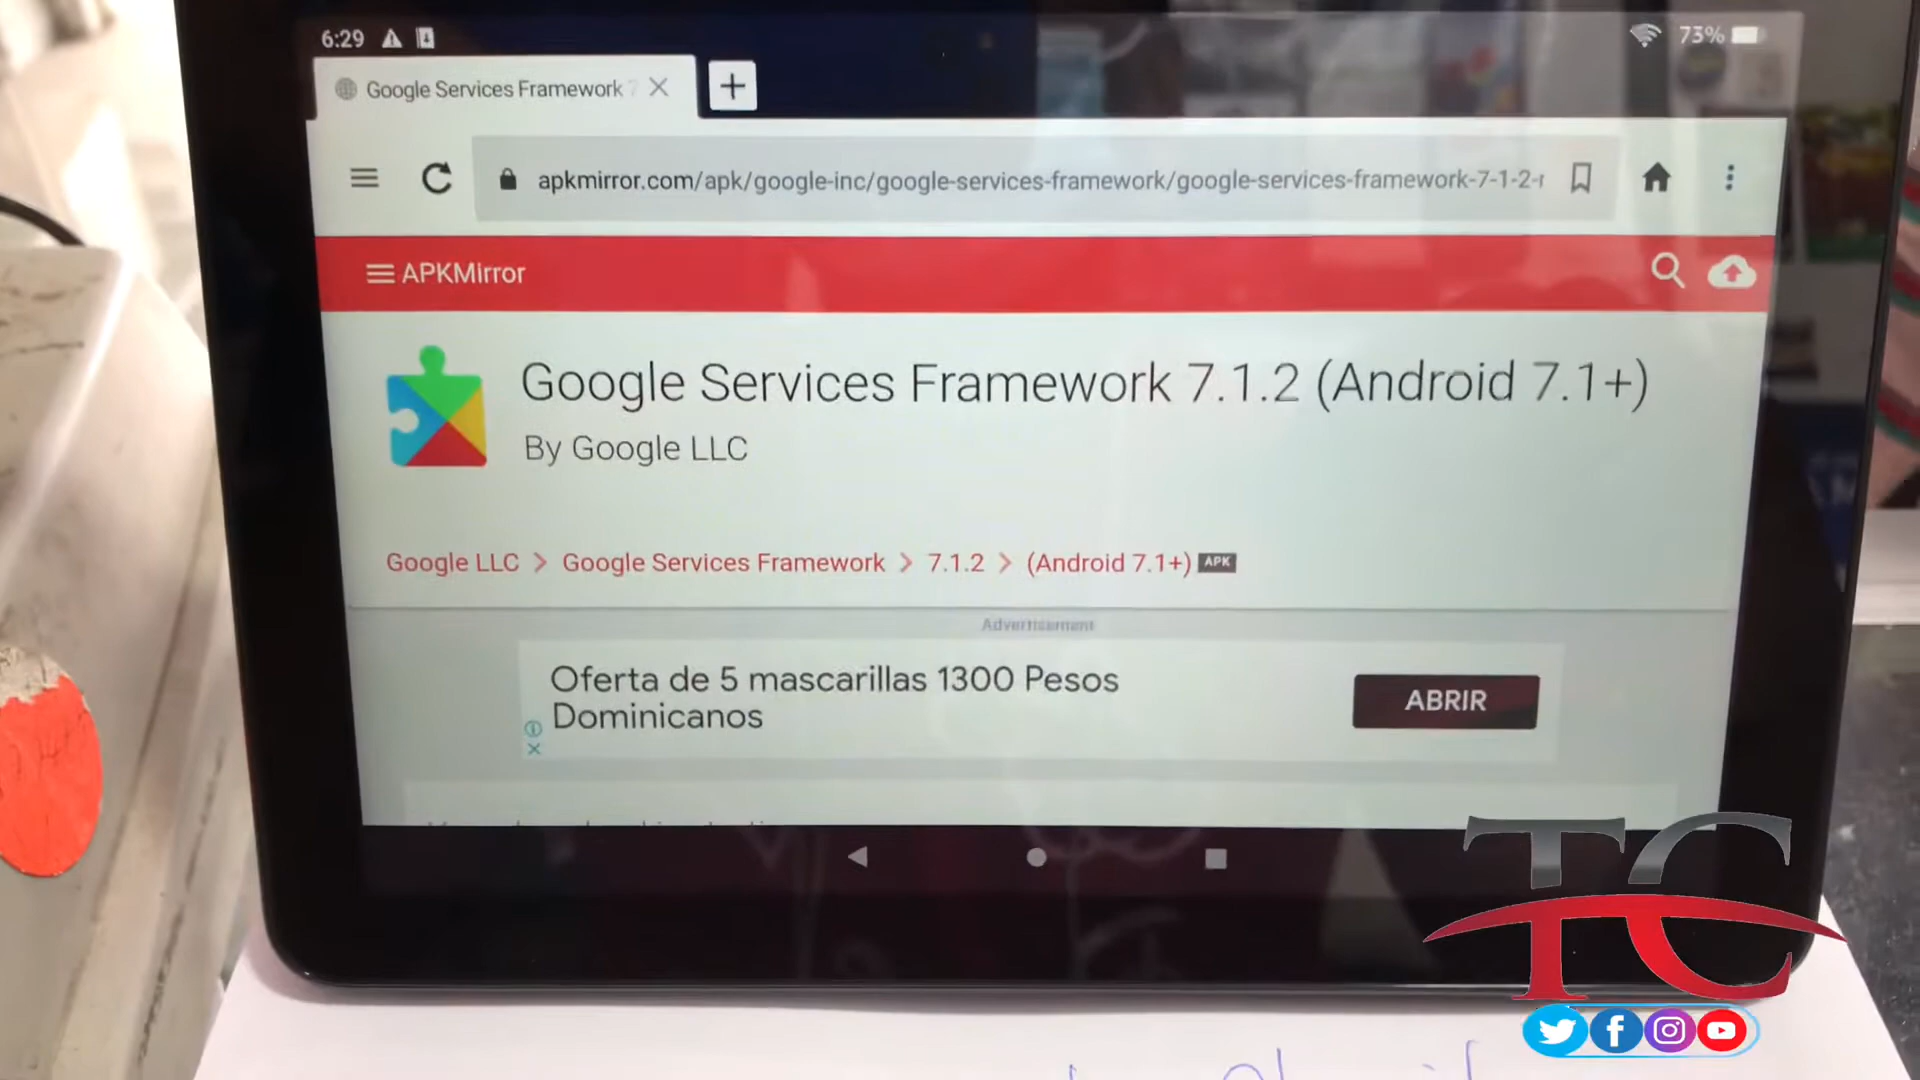 6:29
73%
Google Services Framework
apkmirror.com/apk/google-inc/google-services-framework/google-services-framework-7-1-2-r
APKMirror
Google Services Framework 7.1.2 (Android 7.1+)
By Google LLC
Google LLC > Google Services Framework > 7.1.2 > (Android 7.1+) APK
Advertisement
Oferta de 5 mascarillas 1300 Pesos
Dominicanos
ABRIR
TC